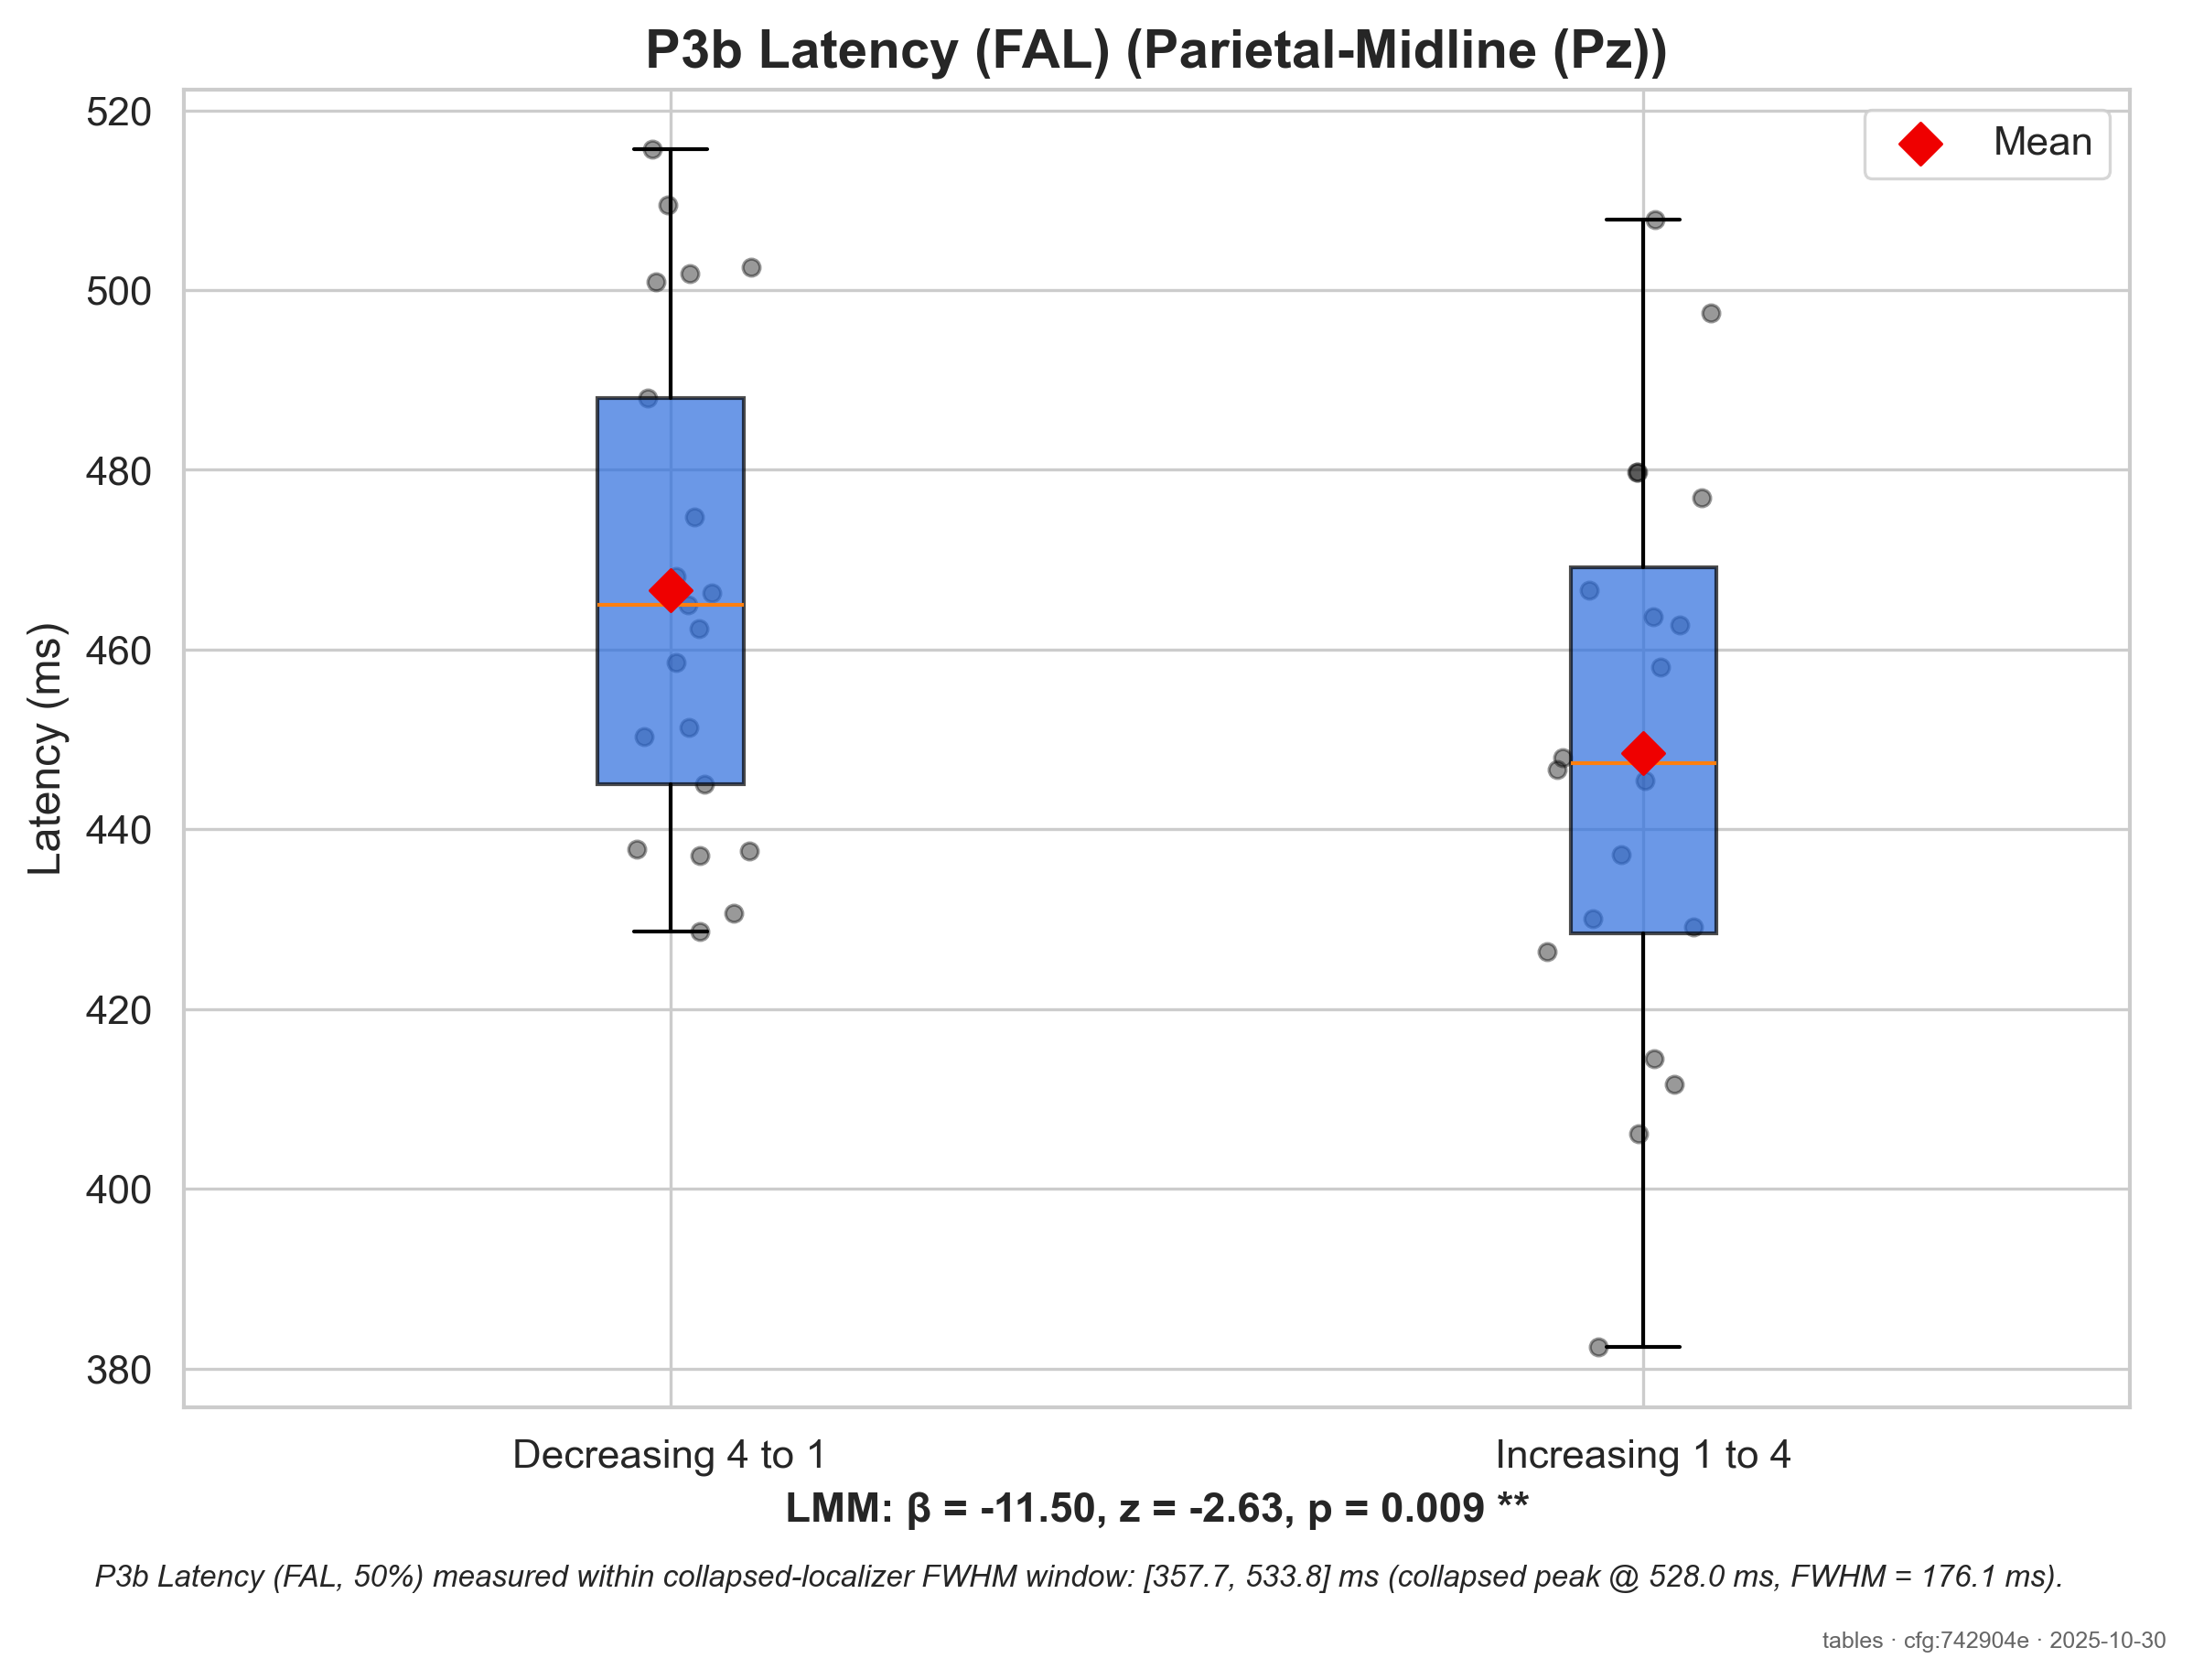 P3b Latency (FAL) (Parietal-Midline (Pz))
520
500
480
460
440
420
400
380
Latency (ms)
Mean
Decreasing 4 to 1
Increasing 1 to 4
LMM: β = -11.50, z = -2.63, p = 0.009 **
P3b Latency (FAL, 50%) measured within collapsed-localizer FWHM window: [357.7, 533.8] ms (collapsed peak @ 528.0 ms, FWHM = 176.1 ms).
tables · cfg:742904e · 2025-10-30